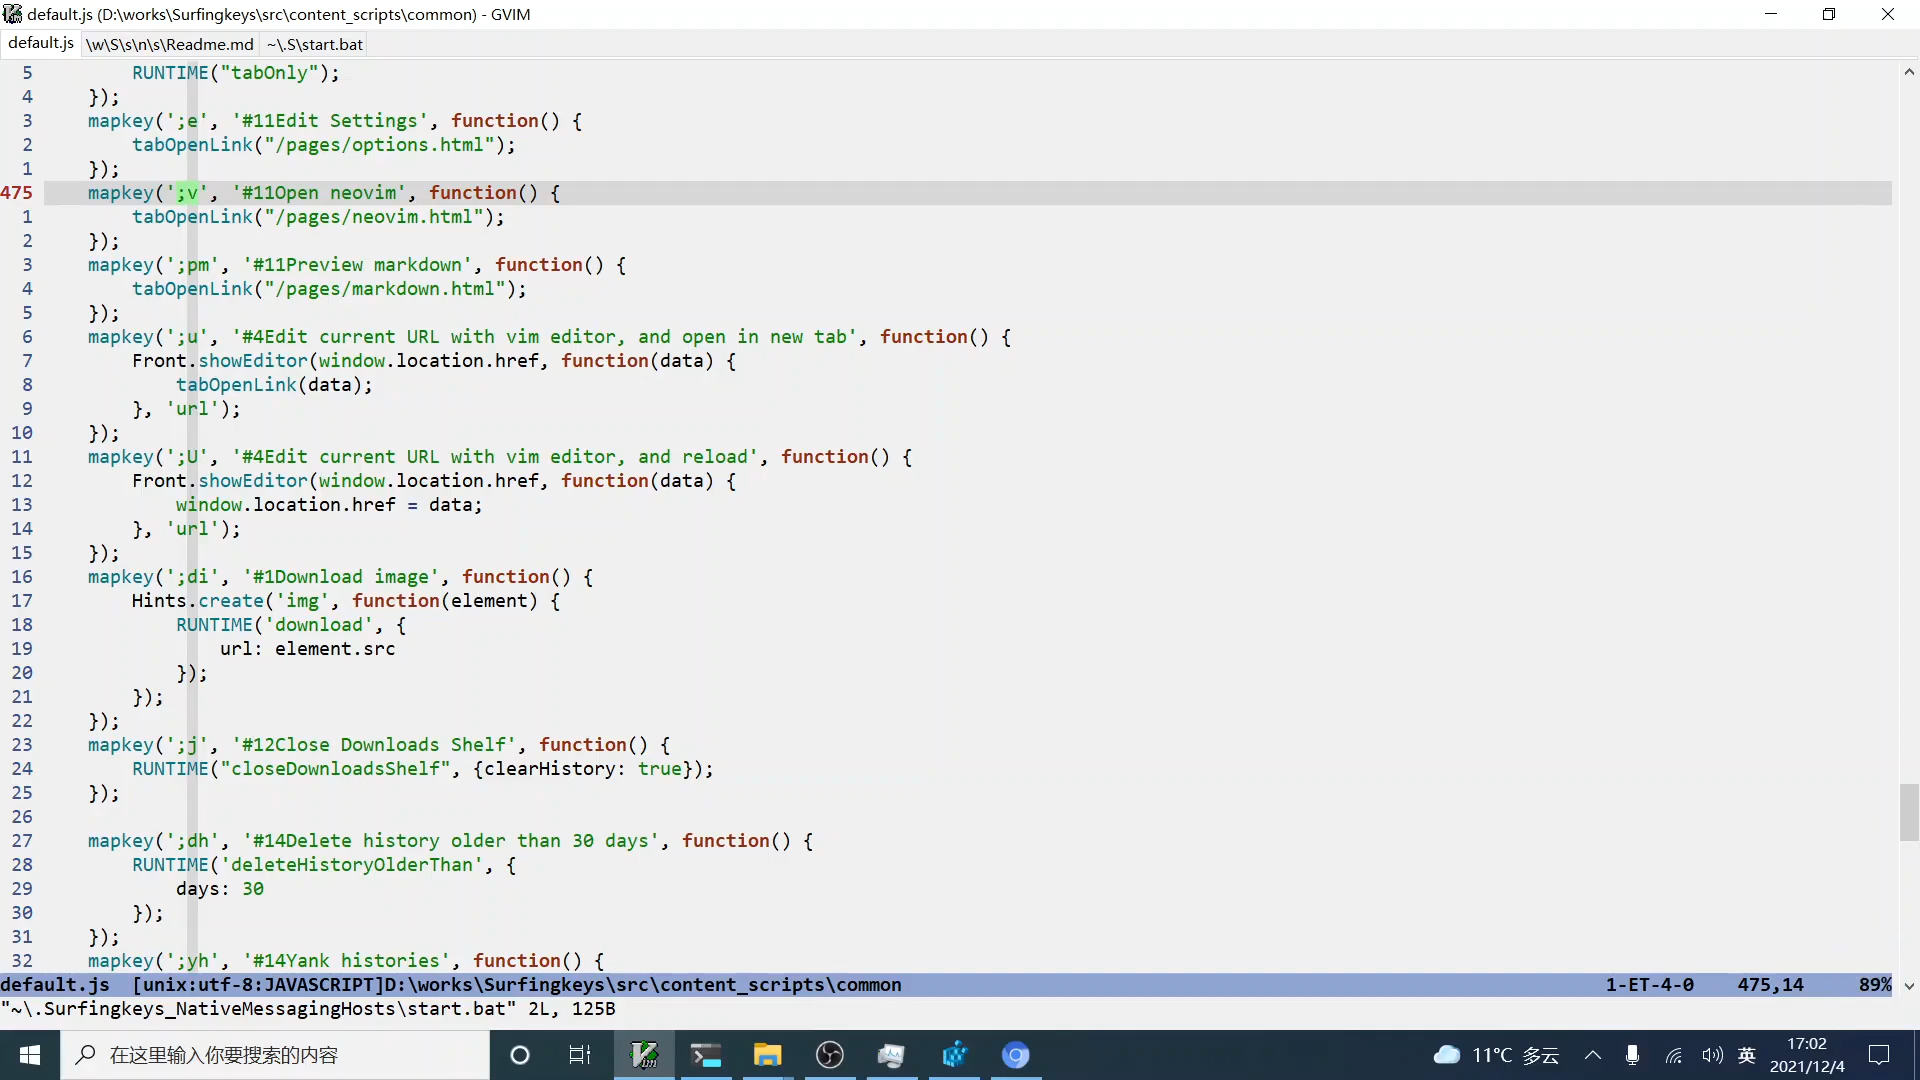 default.js (D:\works\Surfingkeys\src\content_scripts\common) - GVIM
default.js \w\S\s\n\s\Readme.md ~\.S\start.bat
5 RUNTIME("tabOnly");
4 });
3 mapkey(';e', '#11Edit Settings', function() {
2 tabOpenLink("/pages/options.html");
1 });
475 mapkey(';v', '#11Open neovim', function() {
1 tabOpenLink("/pages/neovim.html");
2 });
3 mapkey(';pm', '#11Preview markdown', function() {
4 tabOpenLink("/pages/markdown.html");
5 });
6 mapkey(';u', '#4Edit current URL with vim editor, and open in new tab', function() {
7 Front.showEditor(window.location.href, function(data) {
8 tabOpenLink(data);
9 }, 'url');
10 });
11 mapkey(';U', '#4Edit current URL with vim editor, and reload', function() {
12 Front.showEditor(window.location.href, function(data) {
13 window.location.href = data;
14 }, 'url');
15 });
16 mapkey(';di', '#1Download image', function() {
17 Hints.create('img', function(element) {
18 RUNTIME('download', {
19 url: element.src
20 });
21 });
22 });
23 mapkey(';j', '#12Close Downloads Shelf', function() {
24 RUNTIME("closeDownloadsShelf", {clearHistory: true});
25 });
26
27 mapkey(';dh', '#14Delete history older than 30 days', function() {
28 RUNTIME('deleteHistoryOlderThan', {
29 days: 30
30 });
31 });
32 mapkey(';yh', '#14Yank histories', function() {
default.js [unix:utf-8:JAVASCRIPT]D:\works\Surfingkeys\src\content_scripts\common 1-ET-4-0 475,14 89%
"~\.Surfingkeys_NativeMessagingHosts\start.bat" 2L, 125B
在这里输入你要搜索的内容 11°C 多云 英 17:02
2021/12/4